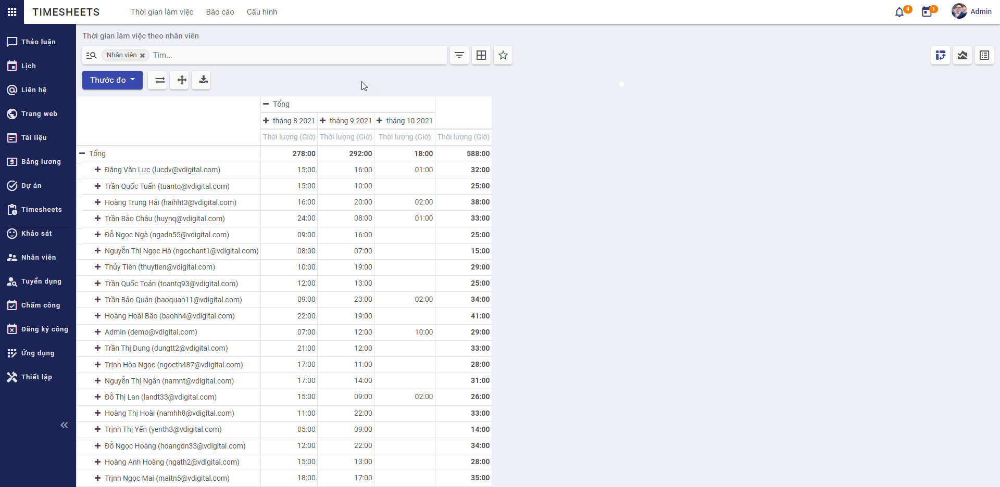 TIMESHEETS Thời gian làm việc Báo cáo Cấu hình 4 1 Admin
Thảo luận
Lịch
Liên hệ
Trang web
Tài liệu
Bảng lương
Dự án
Timesheets
Khảo sát
Nhân viên
Tuyển dụng
Chấm công
Đăng ký công
Ứng dụng
Thiết lập
Thời gian làm việc theo nhân viên
Nhân viên Tìm...
Thước đo
Tổng
tháng 8 2021 tháng 9 2021 tháng 10 2021
Thời lượng (Giờ) Thời lượng (Giờ) Thời lượng (Giờ) Thời lượng (Giờ)
Tổng 278:00 292:00 18:00 588:00
Đặng Văn Lực (lucdv@vdigital.com) 15:00 16:00 01:00 32:00
Trần Quốc Tuấn (tuantq@vdigital.com) 15:00 10:00 25:00
Hoàng Trung Hải (haihht3@vdigital.com) 16:00 20:00 02:00 38:00
Trần Bảo Châu (huynq@vdigital.com) 24:00 08:00 01:00 33:00
Đỗ Ngọc Ngà (ngadn55@vdigital.com) 09:00 16:00 25:00
Nguyễn Thị Ngọc Hà (ngochant1@vdigital.com) 08:00 07:00 15:00
Thủy Tiên (thuytien@vdigital.com) 10:00 19:00 29:00
Trần Quốc Toản (toantq93@vdigital.com) 12:00 13:00 25:00
Trần Bảo Quân (baoquan11@vdigital.com) 09:00 23:00 02:00 34:00
Hoàng Hoài Bão (baohh4@vdigital.com) 22:00 19:00 41:00
Admin (demo@vdigital.com) 07:00 12:00 10:00 29:00
Trần Thị Dung (dungtt2@vdigital.com) 21:00 12:00 33:00
Trịnh Hòa Ngọc (ngocth487@vdigital.com) 17:00 11:00 28:00
Nguyễn Thị Ngân (namnt@vdigital.com) 17:00 14:00 31:00
Đỗ Thị Lan (landt33@vdigital.com) 15:00 09:00 02:00 26:00
Hoàng Thị Hoài (namhh8@vdigital.com) 11:00 22:00 33:00
Trịnh Thị Yến (yenth3@vdigital.com) 05:00 09:00 14:00
Đỗ Ngọc Hoàng (hoangdn33@vdigital.com) 12:00 22:00 34:00
Hoàng Anh Hoàng (ngath2@vdigital.com) 15:00 13:00 28:00
Trịnh Ngọc Mai (maitn5@vdigital.com) 18:00 17:00 35:00